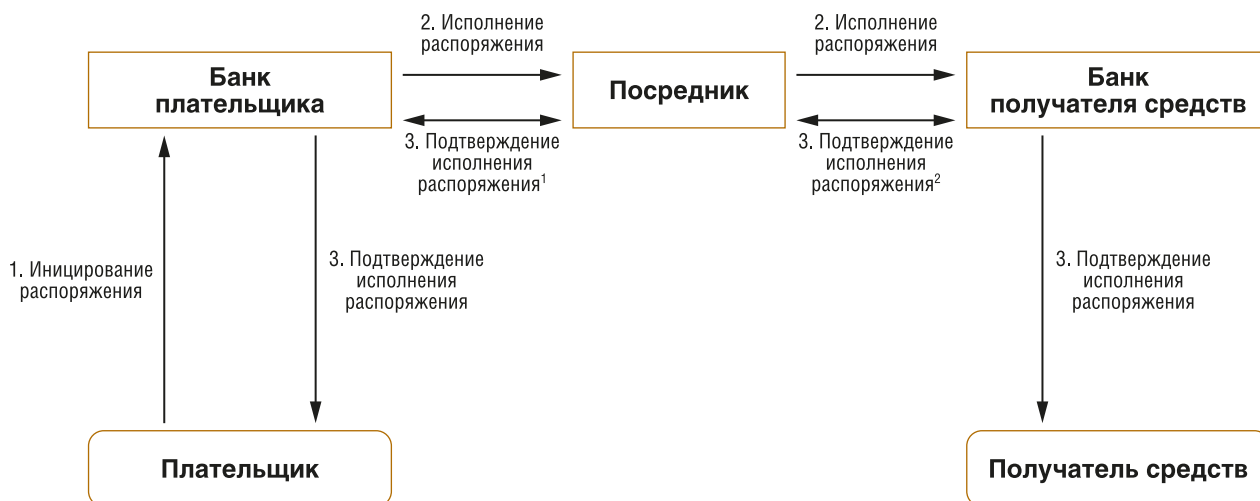 2. Исполнение
распоряжения
2. Исполнение
распоряжения
Банк
плательщика
Посредник
Банк
получателя средств
3. Подтверждение
исполнения
распоряжения¹
3. Подтверждение
исполнения
распоряжения²
1. Иницирование
распоряжения
3. Подтверждение
исполнения
распоряжения
3. Подтверждение
исполнения
распоряжения
Плательщик
Получатель средств